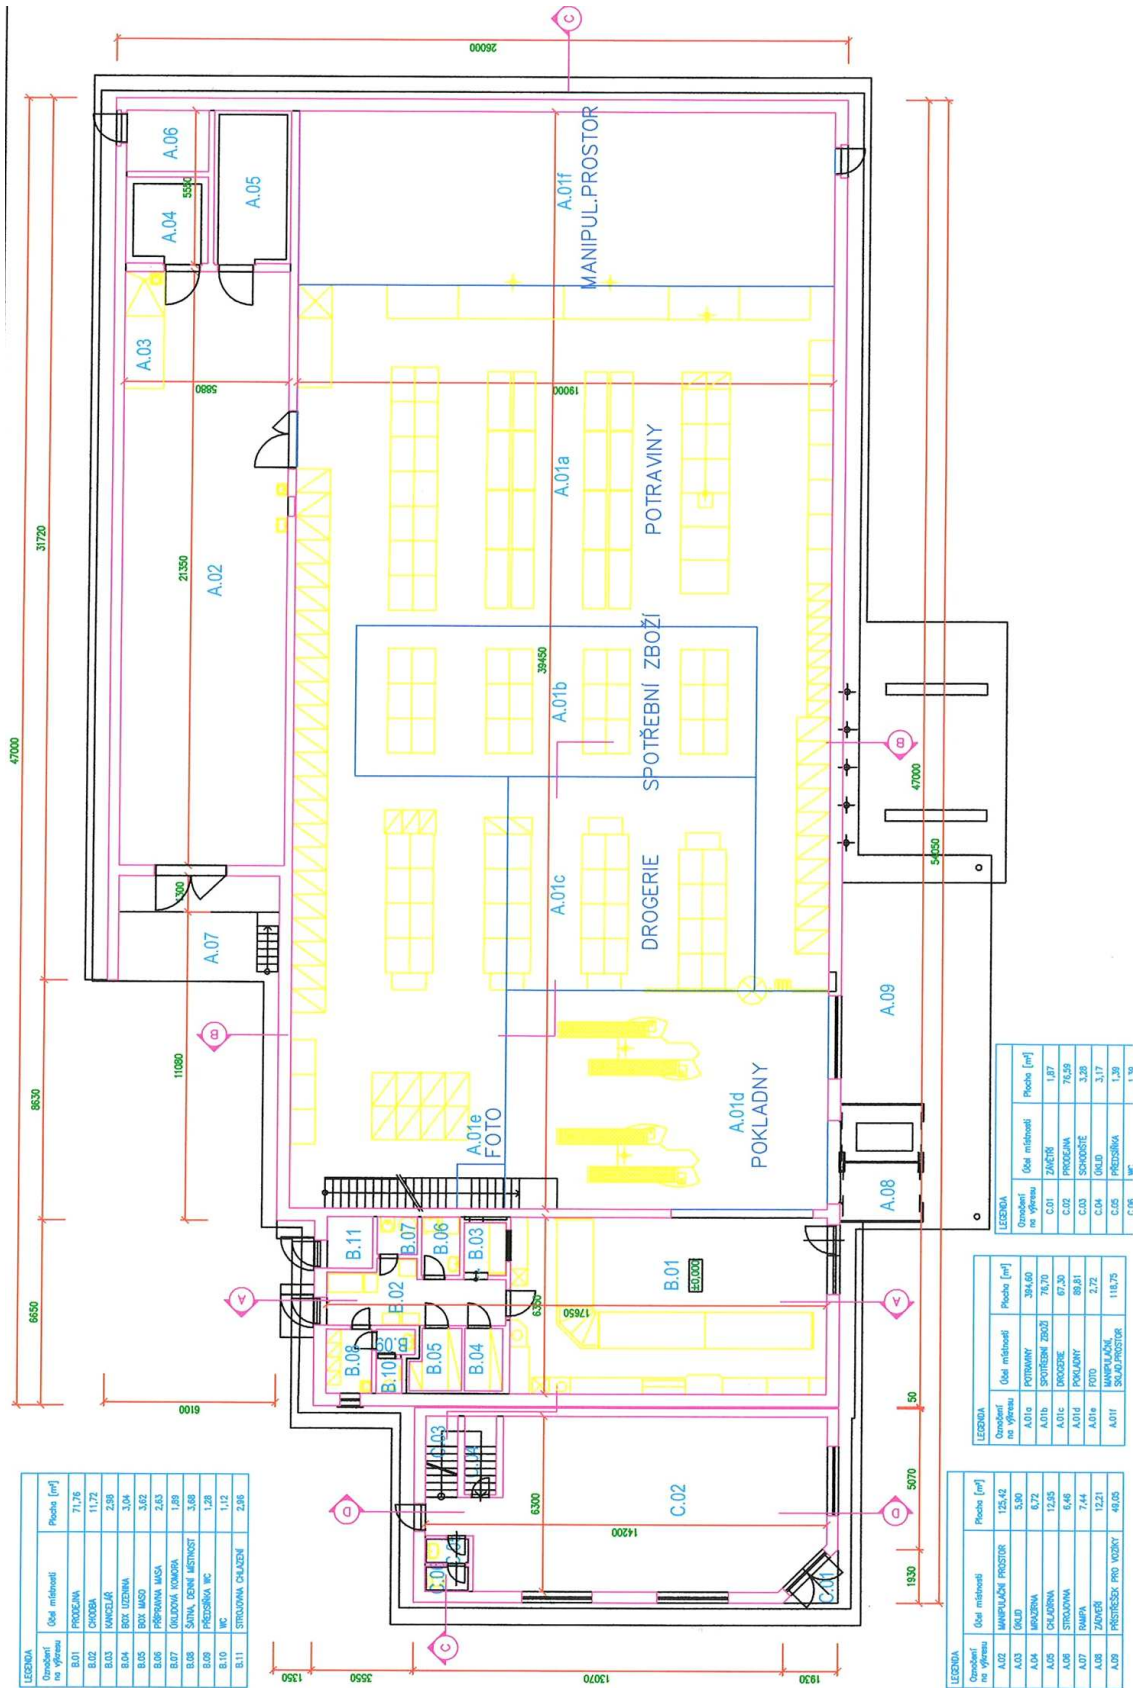 26000
C
47000
31720
8630
6650
A.06
A.04
A.05
5550
A.03
5880
A.02
21350
1300
A.07
11080
6100
A.01f
MANIPUL.PROSTOR
19000
A.01a
POTRAVINY
39450
A.01b
SPOTŘEBNÍ ZBOŽÍ
A.01c
DROGERIE
A.01e
FOTO
A.01d
POKLADNY
A.09
A.08
47000
B
B
A
A
B.11
B.07
B.06
B.03
B.02
B.08
B.09
B.10
B.05
B.04
B.01
±0,000
6350
17650
C.03
C.02
6300
14200
C.01
D
D
C
50
5070
1930
1350
3550
13070
1930
LEGENDA
Označení na výkresu Účel místnosti Plocha [m²]
B.01 PRODEJNA 71,76
B.02 CHODBA 11,72
B.03 KANCELÁŘ 2,98
B.04 BOX UZENINA 3,04
B.05 BOX MASO 3,62
B.06 PŘÍPRAVNA MASA 2,63
B.07 ÚKLIDOVÁ KOMORA 1,89
B.08 ŠATNA, DENNÍ MÍSTNOST 3,68
B.09 PŘEDSÍŇKA WC 1,28
B.10 WC 1,12
B.11 STROJOVNA CHLAZENÍ 2,96
LEGENDA
Označení na výkresu Účel místnosti Plocha [m²]
A.02 MANIPULAČNÍ PROSTOR 125,42
A.03 ÚKLID 5,90
A.04 MRAZÍRNA 6,72
A.05 CHLADÍRNA 12,95
A.06 STROJOVNA 6,46
A.07 RAMPA 7,44
A.08 ZÁDVEŘÍ 12,21
A.09 PŘÍSTŘEŠEK PRO VOZÍKY 49,05
LEGENDA
Označení na výkresu Účel místnosti Plocha [m²]
A.01a POTRAVINY 394,60
A.01b SPOTŘEBNÍ ZBOŽÍ 76,70
A.01c DROGERIE 67,30
A.01d POKLADNY 89,81
A.01e FOTO 2,72
A.01f MANIPULAČNÍ, SKLAD.PROSTOR 118,75
LEGENDA
Označení na výkresu Účel místnosti Plocha [m²]
C.01 ZÁVĚTŘÍ 1,87
C.02 PRODEJNA 76,59
C.03 SCHODIŠTĚ 3,28
C.04 ÚKLID 3,17
C.05 PŘEDSÍŇKA 1,39
C.06 WC